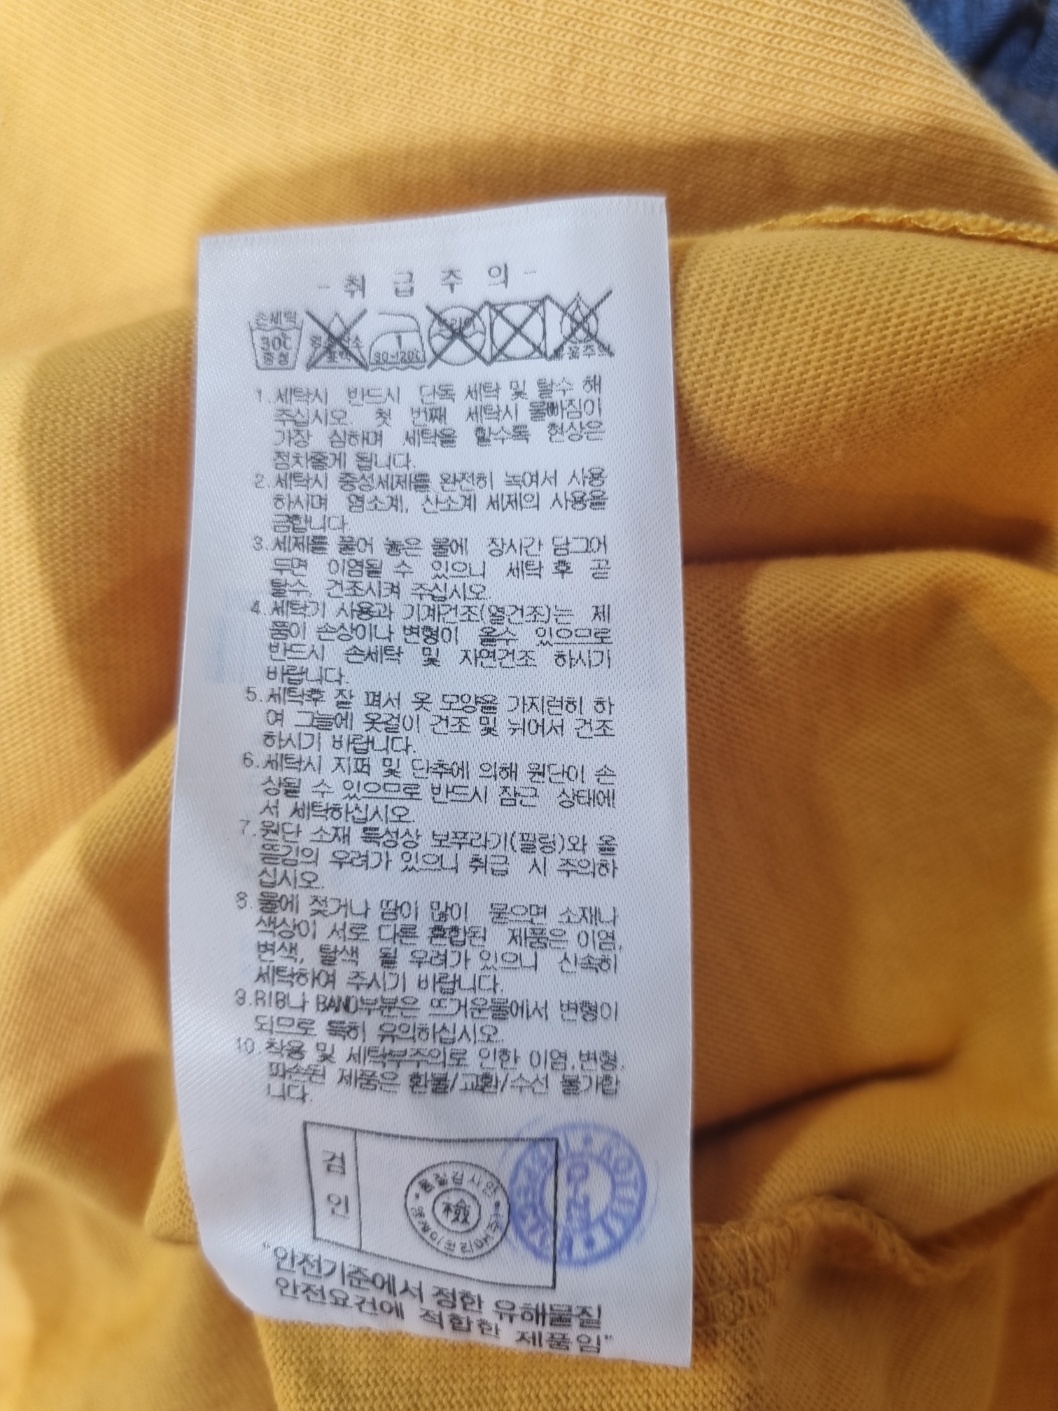 - 취 급 주 의 -
손세탁
30℃
중성
염소산소
표백
1
80~120℃
드라이
착용주의
1.세탁시 반드시 단독 세탁 및 탈수 해
주십시오. 첫 번째 세탁시 물빠짐이
가장 심하며 세탁을 할수록 현상은
점차줄게 됩니다.
2.세탁시 중성세제를 완전히 녹여서 사용
하시며 염소계, 산소계 세제의 사용을
금합니다.
3.세제를 풀어 놓은 물에 장시간 담그어
두면 이염될 수 있으니 세탁 후 곧
탈수, 건조시켜 주십시오.
4.세탁기 사용과 기계건조(열건조)는 제
품이 손상이나 변형이 올수 있으므로
반드시 손세탁 및 자연건조 하시기
바랍니다.
5.세탁후 잘 펴서 옷 모양을 가지런히 하
여 그늘에 옷걸이 건조 및 뉘어서 건조
하시기 바랍니다.
6.세탁시 지퍼 및 단추에 의해 원단이 손
상될 수 있으므로 반드시 잠근 상태에
서 세탁하십시오.
7.원단 소재 특성상 보푸라기(필링)와 올
뜯김의 우려가 있으니 취급 시 주의하
십시오.
8.물에 젖거나 땀이 많이 묻으면 소재나
색상이 서로 다른 혼합된 제품은 이염,
변색, 탈색 될 우려가 있으니 신속히
세탁하여 주시기 바랍니다.
9.RIB나 BAND부분은 뜨거운물에서 변형이
되므로 특히 유의하십시오.
10.착용 및 세탁부주의로 인한 이염,변형,
파손된 제품은 환불/교환/수선 불가합
니다.
검
인
품질검사연
檢
KOTITI
"안전기준에서 정한 유해물질
안전요건에 적합한 제품임"